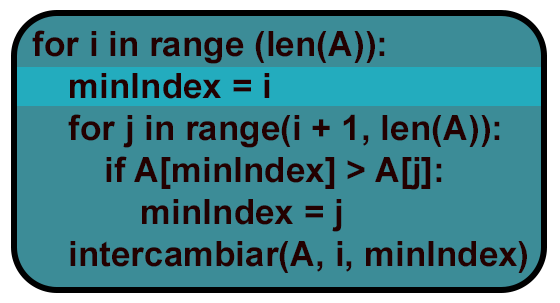 for i in range (len(A)):
minIndex = i
for j in range(i + 1, len(A)):
if A[minIndex] > A[j]:
minIndex = j
intercambiar(A, i, minIndex)